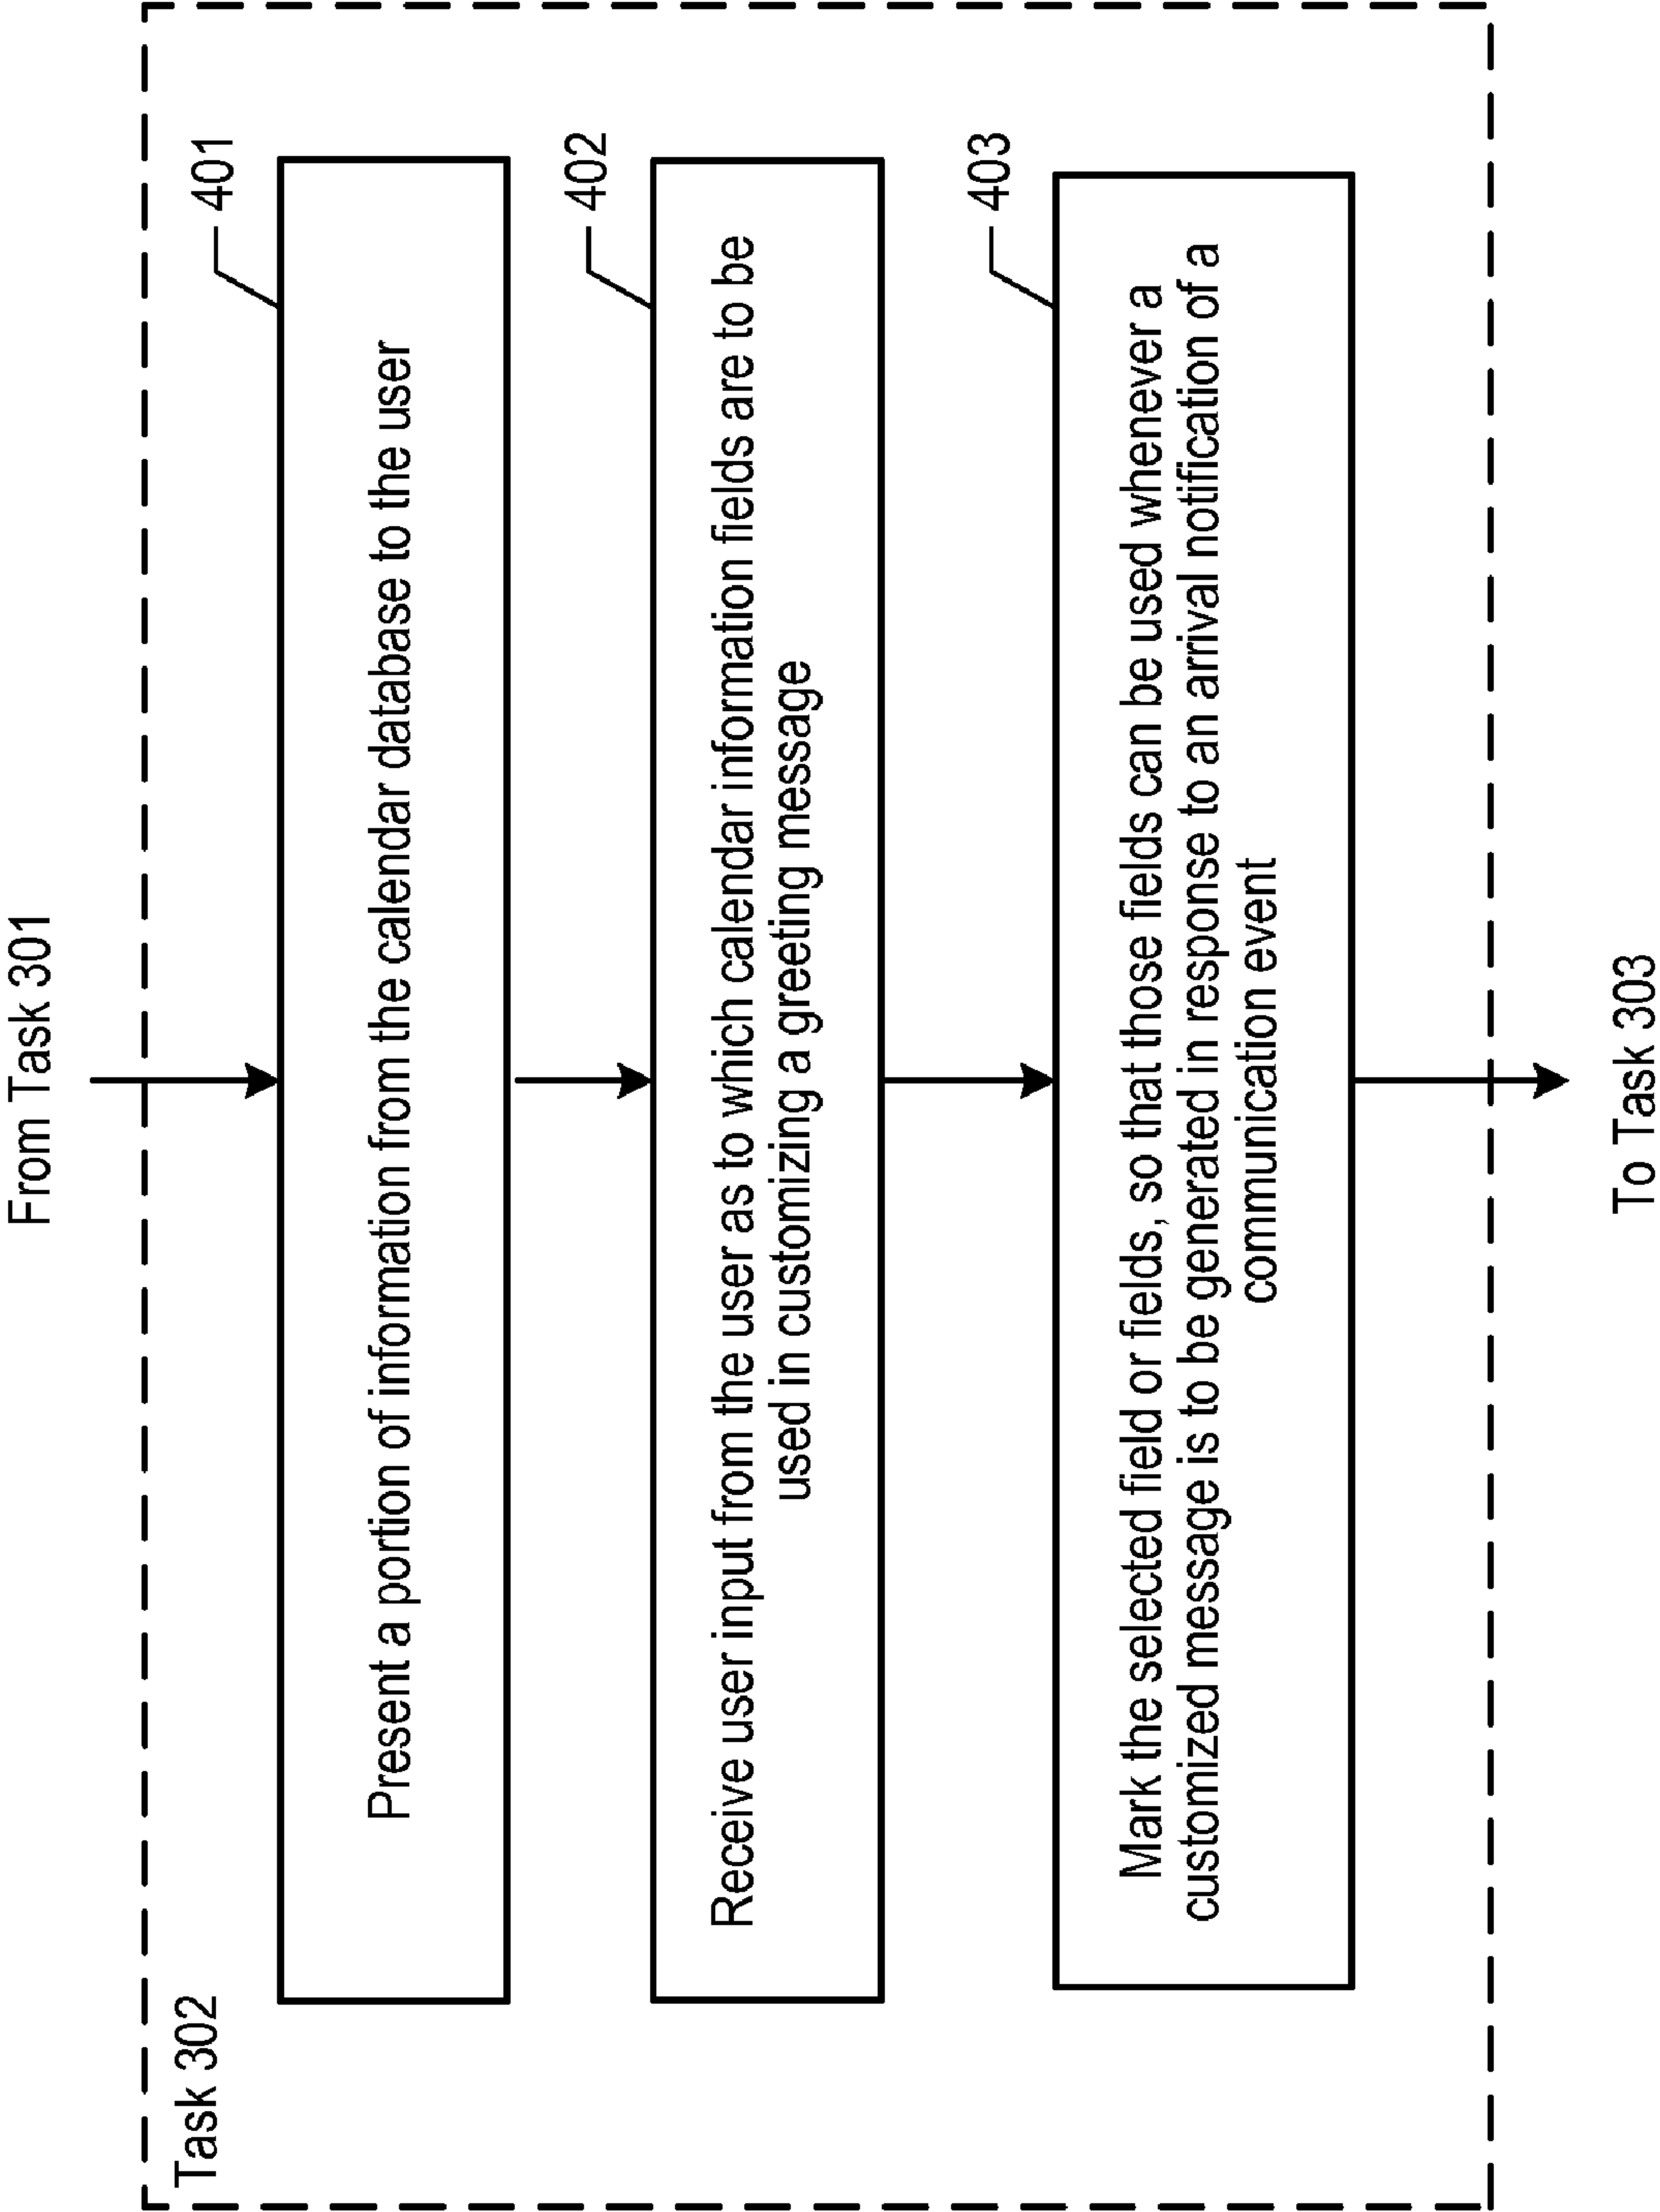 From Task 301
Task 302
401
Present a portion of information from the calendar database to the user
402
Receive user input from the user as to which calendar information fields are to be
used in customizing a greeting message
403
Mark the selected field or fields, so that those fields can be used whenever a
customized message is to be generated in response to an arrival notification of a
communication event
To Task 303